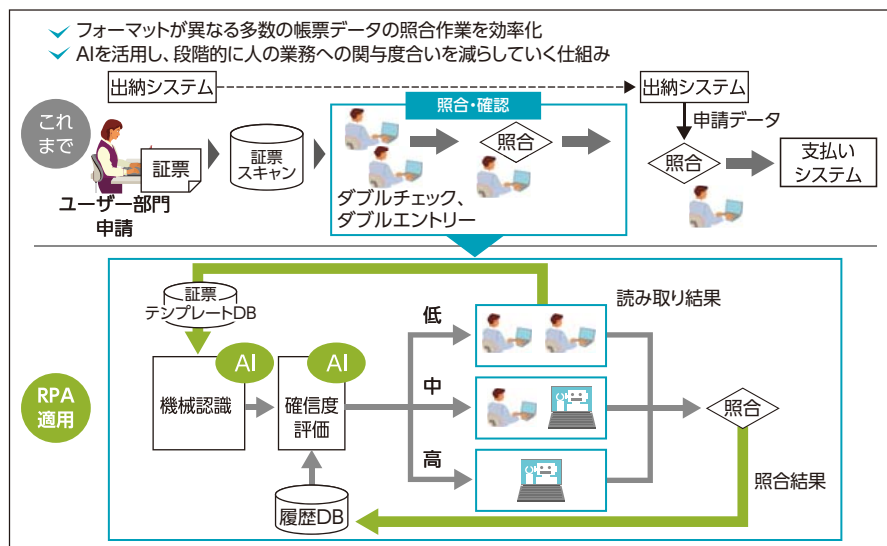 フォーマットが異なる多数の帳票データの照合作業を効率化
AIを活用し、段階的に人の業務への関与度合いを減らしていく仕組み
これ
まで
出納システム
出納システム
証票
ユーザー部門
申請
証票
スキャン
照合・確認
照合
ダブルチェック、
ダブルエントリー
申請データ
照合
支払い
システム
RPA
適用
証票
テンプレートDB
機械認識
AI
確信度
評価
AI
履歴DB
低
中
高
読み取り結果
照合
照合結果